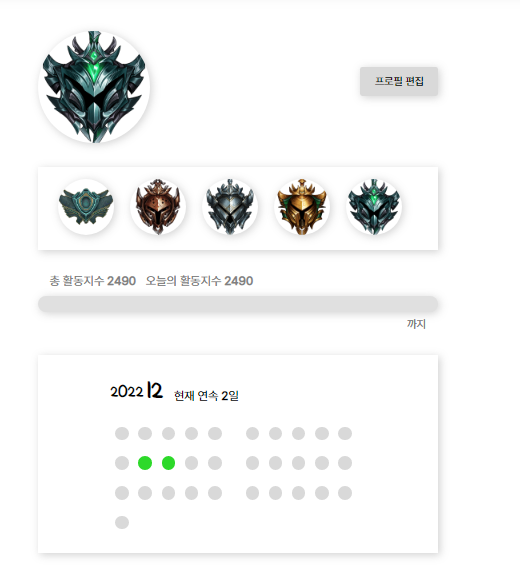 프로필 편집
총 활동지수 2490 오늘의 활동지수 2490
까지
2022 12 현재 연속 2일